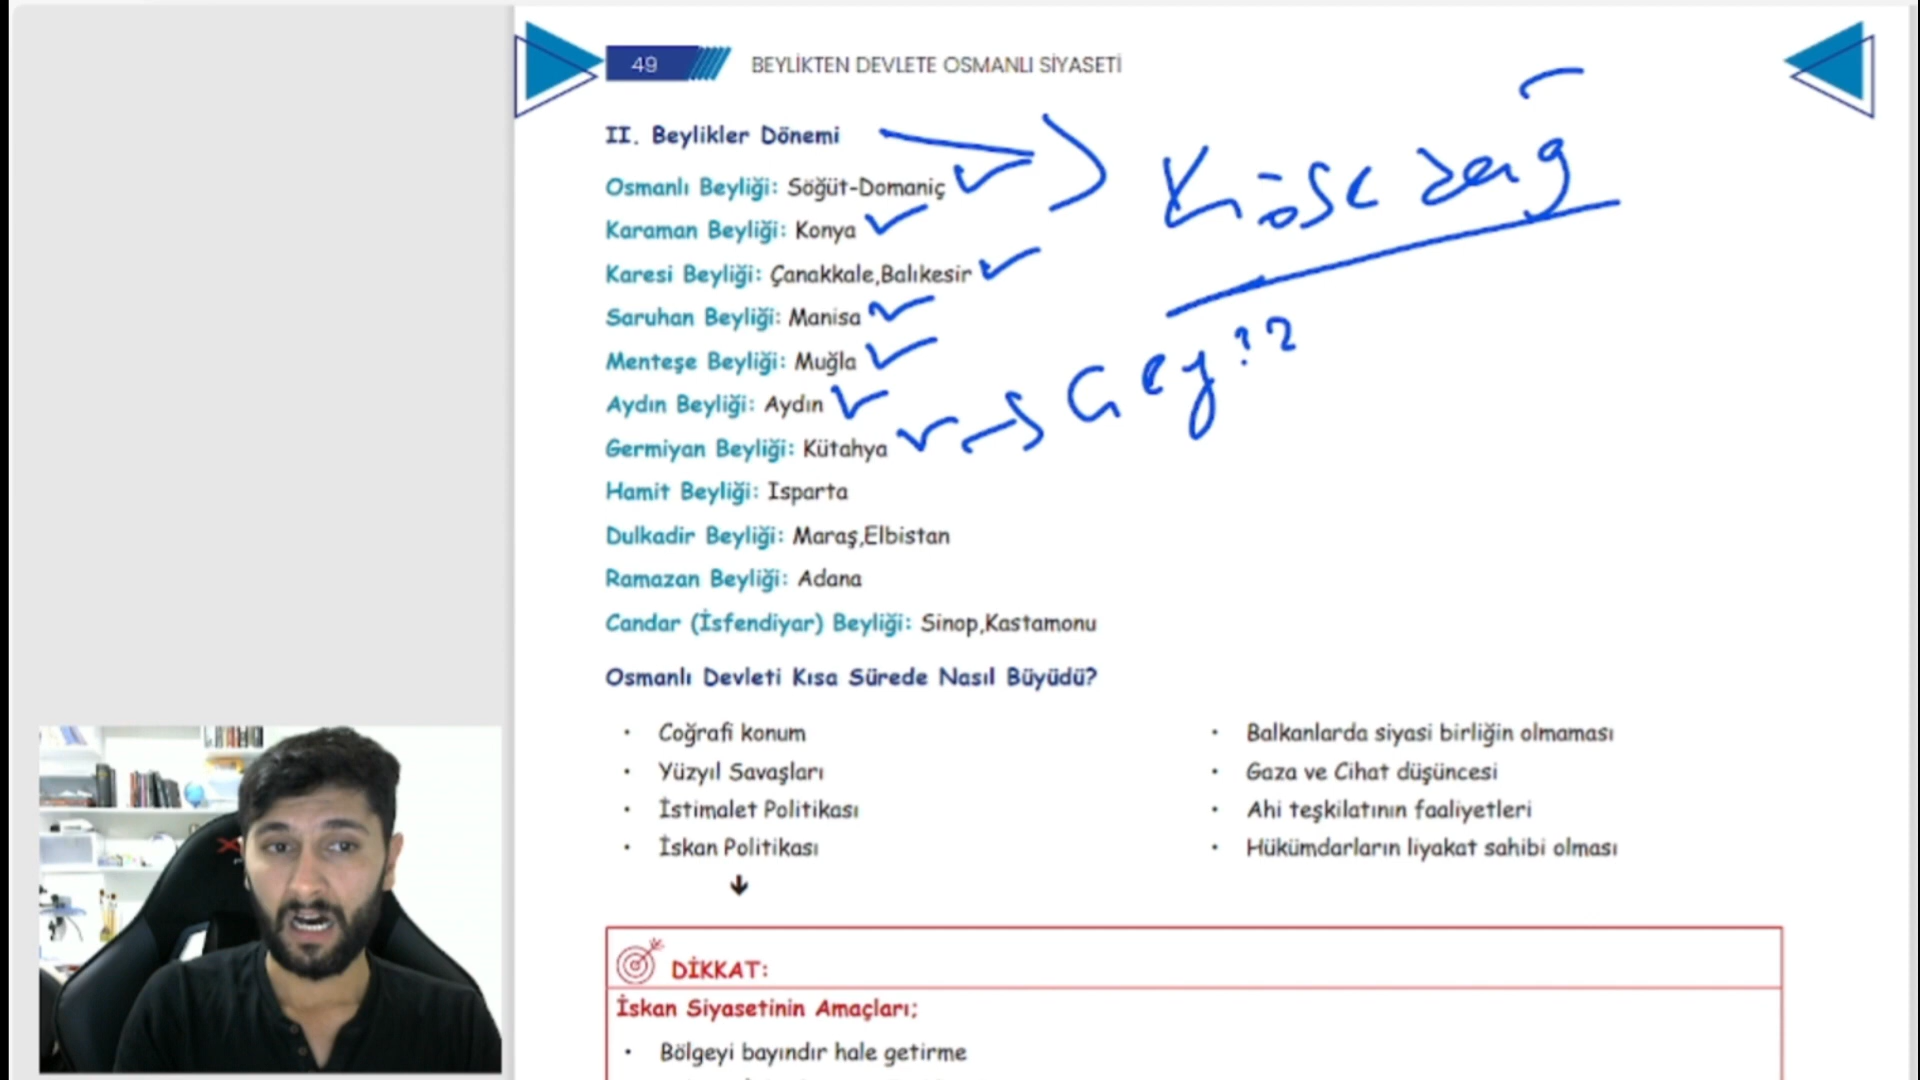 49 BEYLİKTEN DEVLETE OSMANLI SİYASETİ
II. Beylikler Dönemi
Osmanlı Beyliği: Söğüt-Domaniç
Karaman Beyliği: Konya
Karesi Beyliği: Çanakkale,Balıkesir
Saruhan Beyliği: Manisa
Menteşe Beyliği: Muğla
Aydın Beyliği: Aydın
Germiyan Beyliği: Kütahya
Hamit Beyliği: Isparta
Dulkadir Beyliği: Maraş,Elbistan
Ramazan Beyliği: Adana
Candar (İsfendiyar) Beyliği: Sinop,Kastamonu
Kösedağ
Osmanlı Devleti Kısa Sürede Nasıl Büyüdü?
• Coğrafi konum
• Yüzyıl Savaşları
• İstimalet Politikası
• İskan Politikası
• Balkanlarda siyasi birliğin olmaması
• Gaza ve Cihat düşüncesi
• Ahi teşkilatının faaliyetleri
• Hükümdarların liyakat sahibi olması
DİKKAT:
İskan Siyasetinin Amaçları;
• Bölgeyi bayındır hale getirme